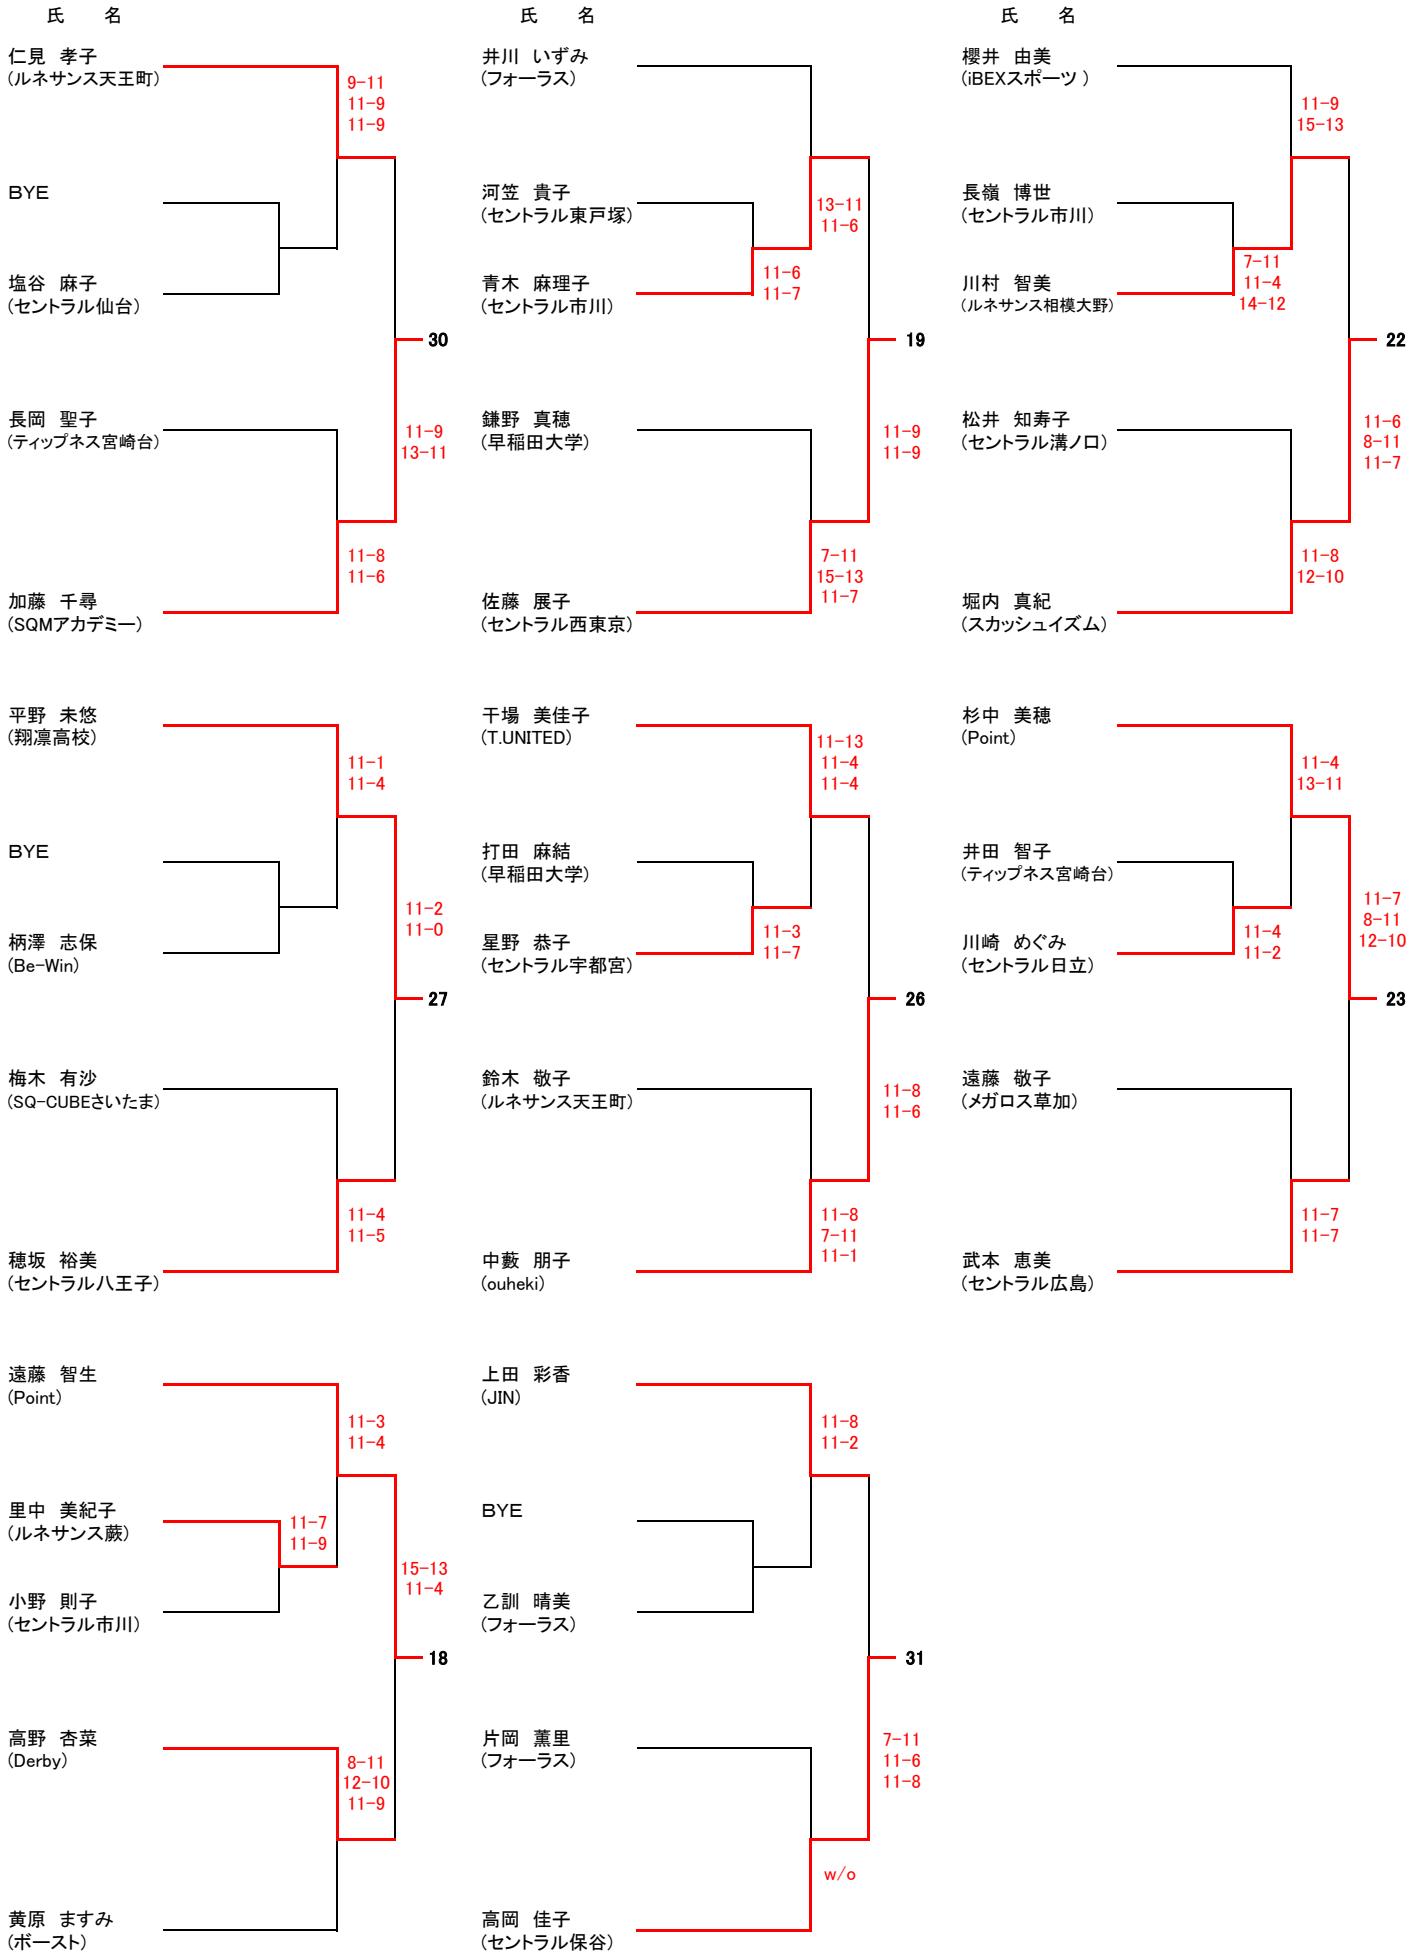 氏 名
仁見 孝子
(ルネサンス天王町)
9-11
11-9
11-9
BYE
塩谷 麻子
(セントラル仙台)
30
長岡 聖子
(ティップネス宮崎台)
11-9
13-11
11-8
11-6
加藤 千尋
(SQMアカデミー)
平野 未悠
(翔凛高校)
11-1
11-4
BYE
11-2
11-0
柄澤 志保
(Be-Win)
27
梅木 有沙
(SQ-CUBEさいたま)
11-4
11-5
穂坂 裕美
(セントラル八王子)
遠藤 智生
(Point)
11-3
11-4
里中 美紀子
(ルネサンス蕨)
11-7
11-9
15-13
11-4
小野 則子
(セントラル市川)
18
高野 杏菜
(Derby)
8-11
12-10
11-9
黄原 ますみ
(ボースト)
氏 名
井川 いずみ
(フォーラス)
河笠 貴子
(セントラル東戸塚)
13-11
11-6
青木 麻理子
(セントラル市川)
11-6
11-7
19
鎌野 真穂
(早稲田大学)
11-9
11-9
7-11
15-13
11-7
佐藤 展子
(セントラル西東京)
干場 美佳子
(T.UNITED)
11-13
11-4
11-4
打田 麻結
(早稲田大学)
星野 恭子
(セントラル宇都宮)
11-3
11-7
26
鈴木 敬子
(ルネサンス天王町)
11-8
11-6
11-8
7-11
11-1
中藪 朋子
(ouheki)
上田 彩香
(JIN)
11-8
11-2
BYE
乙訓 晴美
(フォーラス)
31
片岡 薫里
(フォーラス)
7-11
11-6
11-8
w/o
高岡 佳子
(セントラル保谷)
氏 名
櫻井 由美
(iBEXスポーツ )
11-9
15-13
長嶺 博世
(セントラル市川)
川村 智美
(ルネサンス相模大野)
7-11
11-4
14-12
22
松井 知寿子
(セントラル溝ノ口)
11-6
8-11
11-7
11-8
12-10
堀内 真紀
(スカッシュイズム)
杉中 美穂
(Point)
11-4
13-11
井田 智子
(ティップネス宮崎台)
11-7
8-11
12-10
川崎 めぐみ
(セントラル日立)
11-4
11-2
23
遠藤 敬子
(メガロス草加)
11-7
11-7
武本 恵美
(セントラル広島)